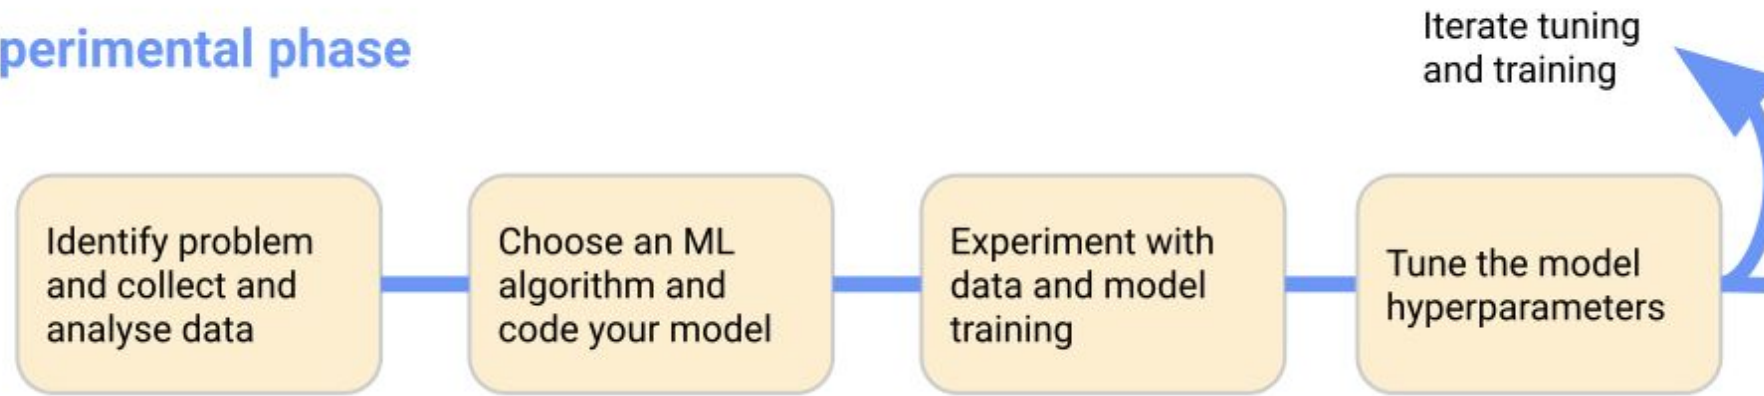 perimental phase
Iterate tuning
and training
Identify problem
and collect and
analyse data
Choose an ML
algorithm and
code your model
Experiment with
data and model
training
Tune the model
hyperparameters